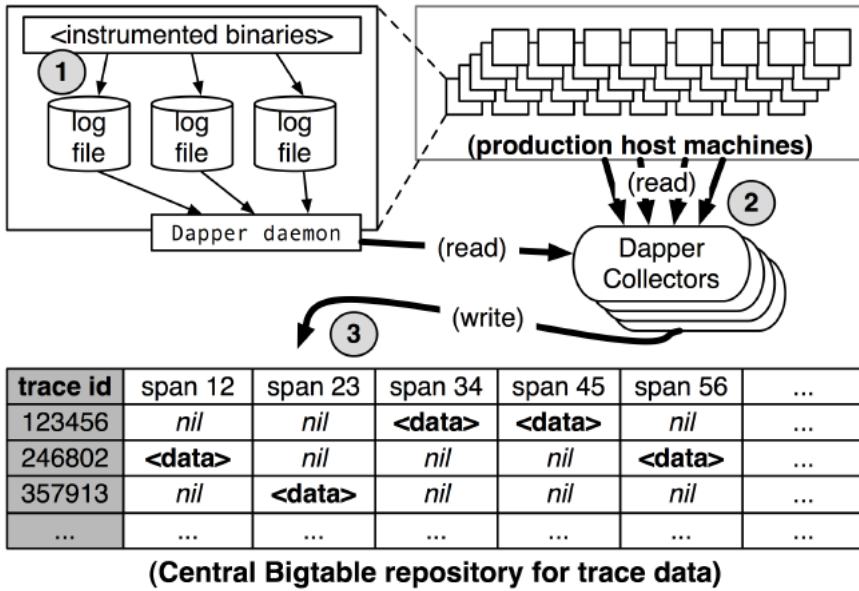 <instrumented binaries>
1
log file
log file
log file
Dapper daemon
(production host machines)
(read)
2
(read)
Dapper Collectors
(write)
3
trace id span 12 span 23 span 34 span 45 span 56 ...
123456 nil nil <data> <data> nil ...
246802 <data> nil nil nil <data> ...
357913 nil <data> nil nil nil ...
... ... ... ... ... ... ...
(Central Bigtable repository for trace data)